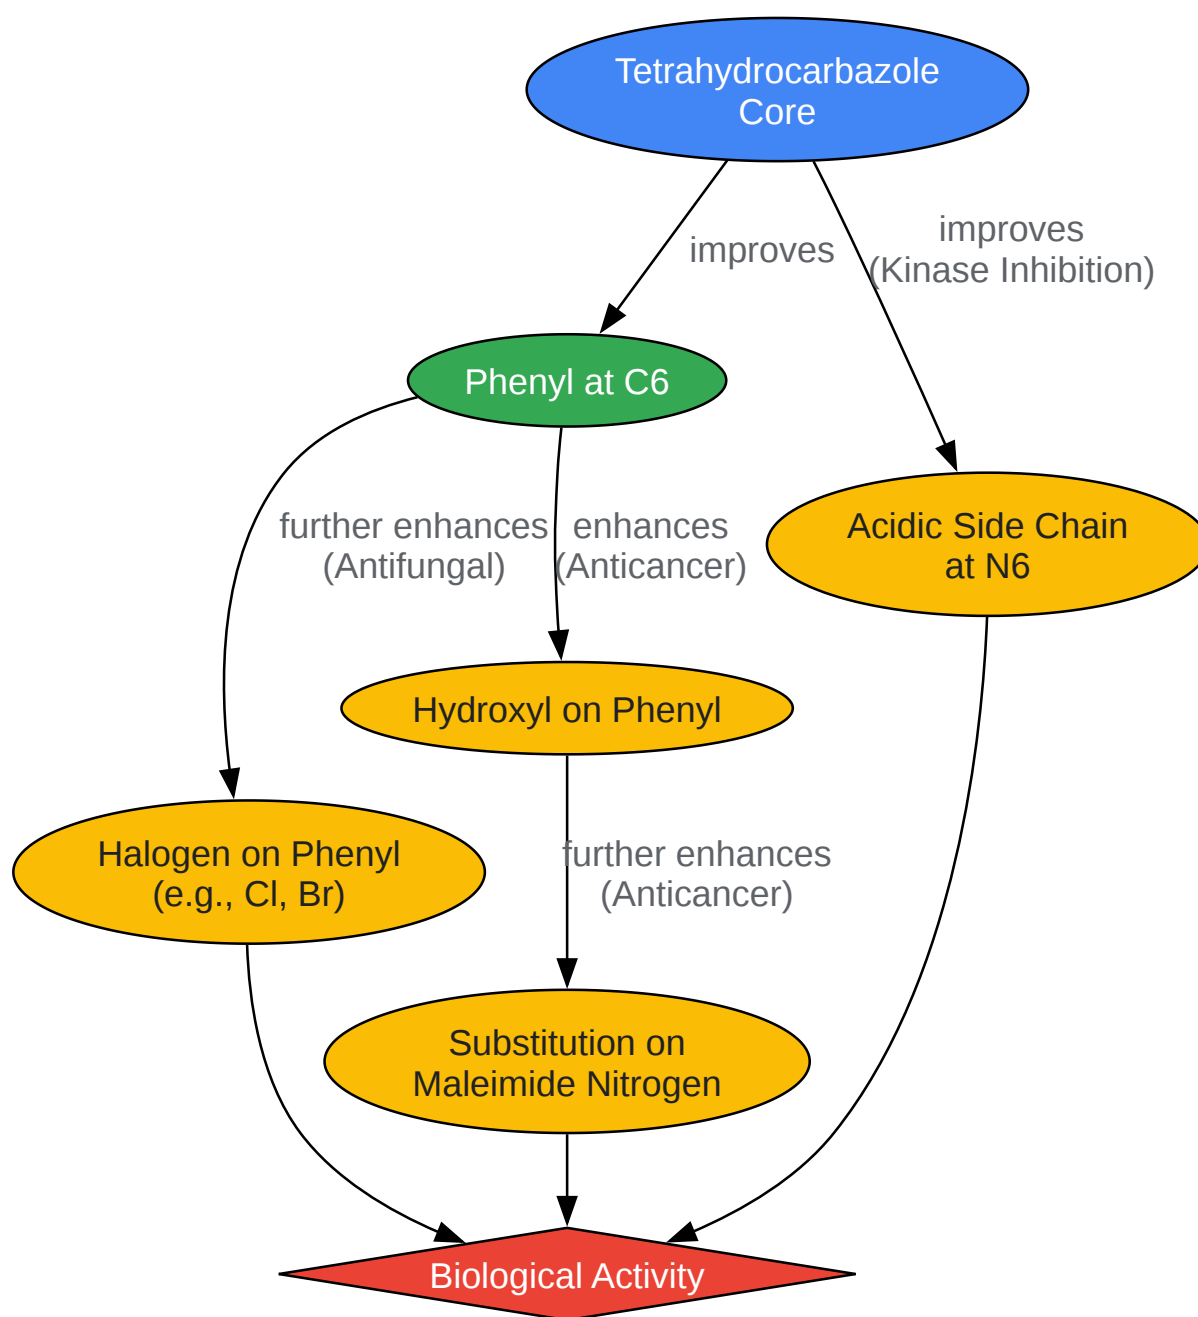 Tetrahydrocarbazole
Core
improves
improves
(Kinase Inhibition)
Phenyl at C6
further enhances
(Antifungal)
enhances
(Anticancer)
Acidic Side Chain
at N6
Hydroxyl on Phenyl
Halogen on Phenyl
(e.g., Cl, Br)
further enhances
(Anticancer)
Substitution on
Maleimide Nitrogen
Biological Activity